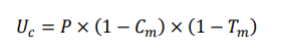 U_c = P × (1 − C_m) × (1 − T_m)